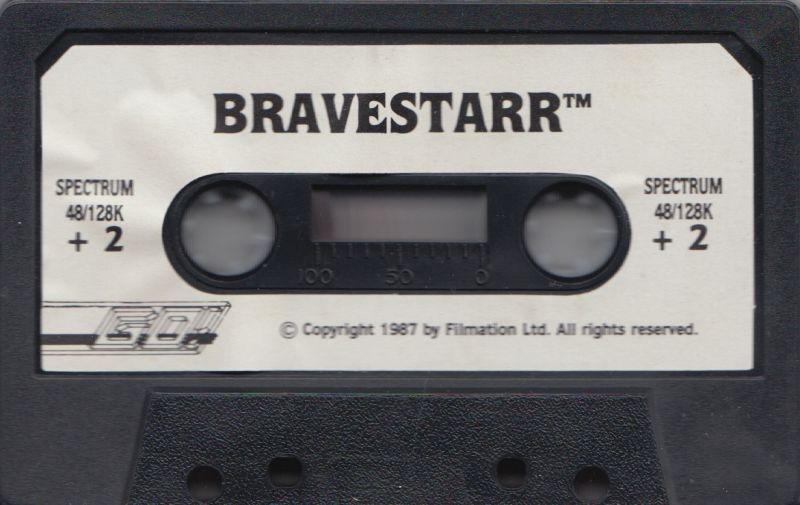 BRAVESTARR™
SPECTRUM
48/128K
+ 2
SPECTRUM
48/128K
+ 2
100 50 0
GO!
© Copyright 1987 by Filmation Ltd. All rights reserved.